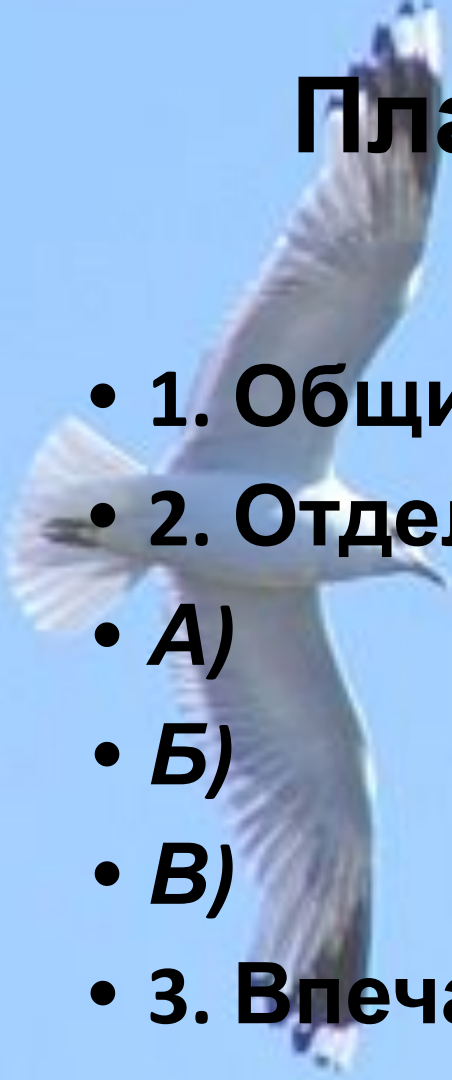 Пла
• 1. Общи
• 2. Отдел
• А)
• Б)
• В)
• 3. Впеча